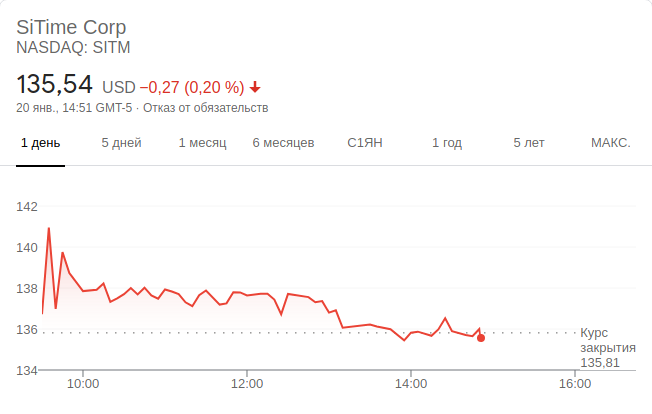 SiTime Corp
NASDAQ: SITM
135,54 USD −0,27 (0,20 %)
20 янв., 14:51 GMT-5 · Отказ от обязательств
1 день 5 дней 1 месяц 6 месяцев С1ЯН 1 год 5 лет МАКС.
142
140
138
136
134
Курс
закрытия
135,81
10:00 12:00 14:00 16:00